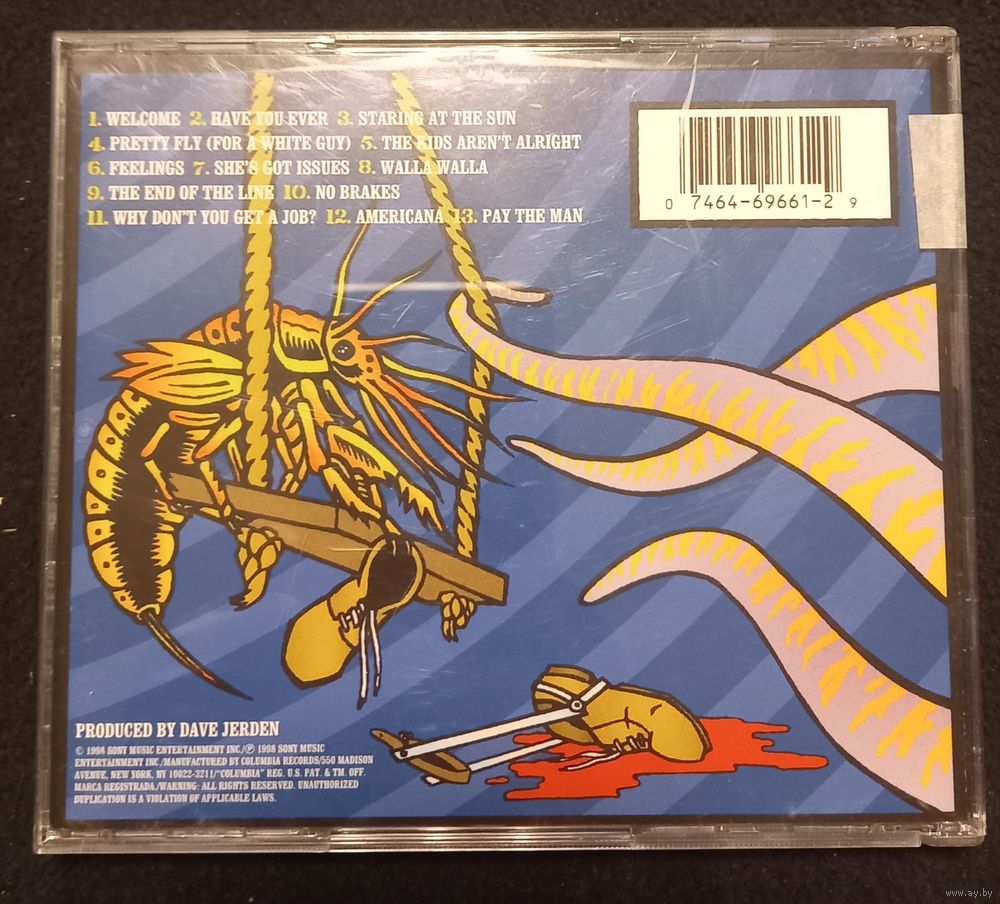 1. WELCOME 2. HAVE YOU EVER 3. STARING AT THE SUN
4. PRETTY FLY (FOR A WHITE GUY) 5. THE KIDS AREN'T ALRIGHT
6. FEELINGS 7. SHE'S GOT ISSUES 8. WALLA WALLA
9. THE END OF THE LINE 10. NO BRAKES
11. WHY DON'T YOU GET A JOB? 12. AMERICANA 13. PAY THE MAN
0 7464-69661-2 9
PRODUCED BY DAVE JERDEN
© 1998 SONY MUSIC ENTERTAINMENT INC./℗ 1998 SONY MUSIC
ENTERTAINMENT INC./MANUFACTURED BY COLUMBIA RECORDS/550 MADISON
AVENUE, NEW YORK, NY 10022-3211/"COLUMBIA" REG. U.S. PAT. & TM. OFF.
MARCA REGISTRADA./WARNING: ALL RIGHTS RESERVED. UNAUTHORIZED
DUPLICATION IS A VIOLATION OF APPLICABLE LAWS.
www.ay.by